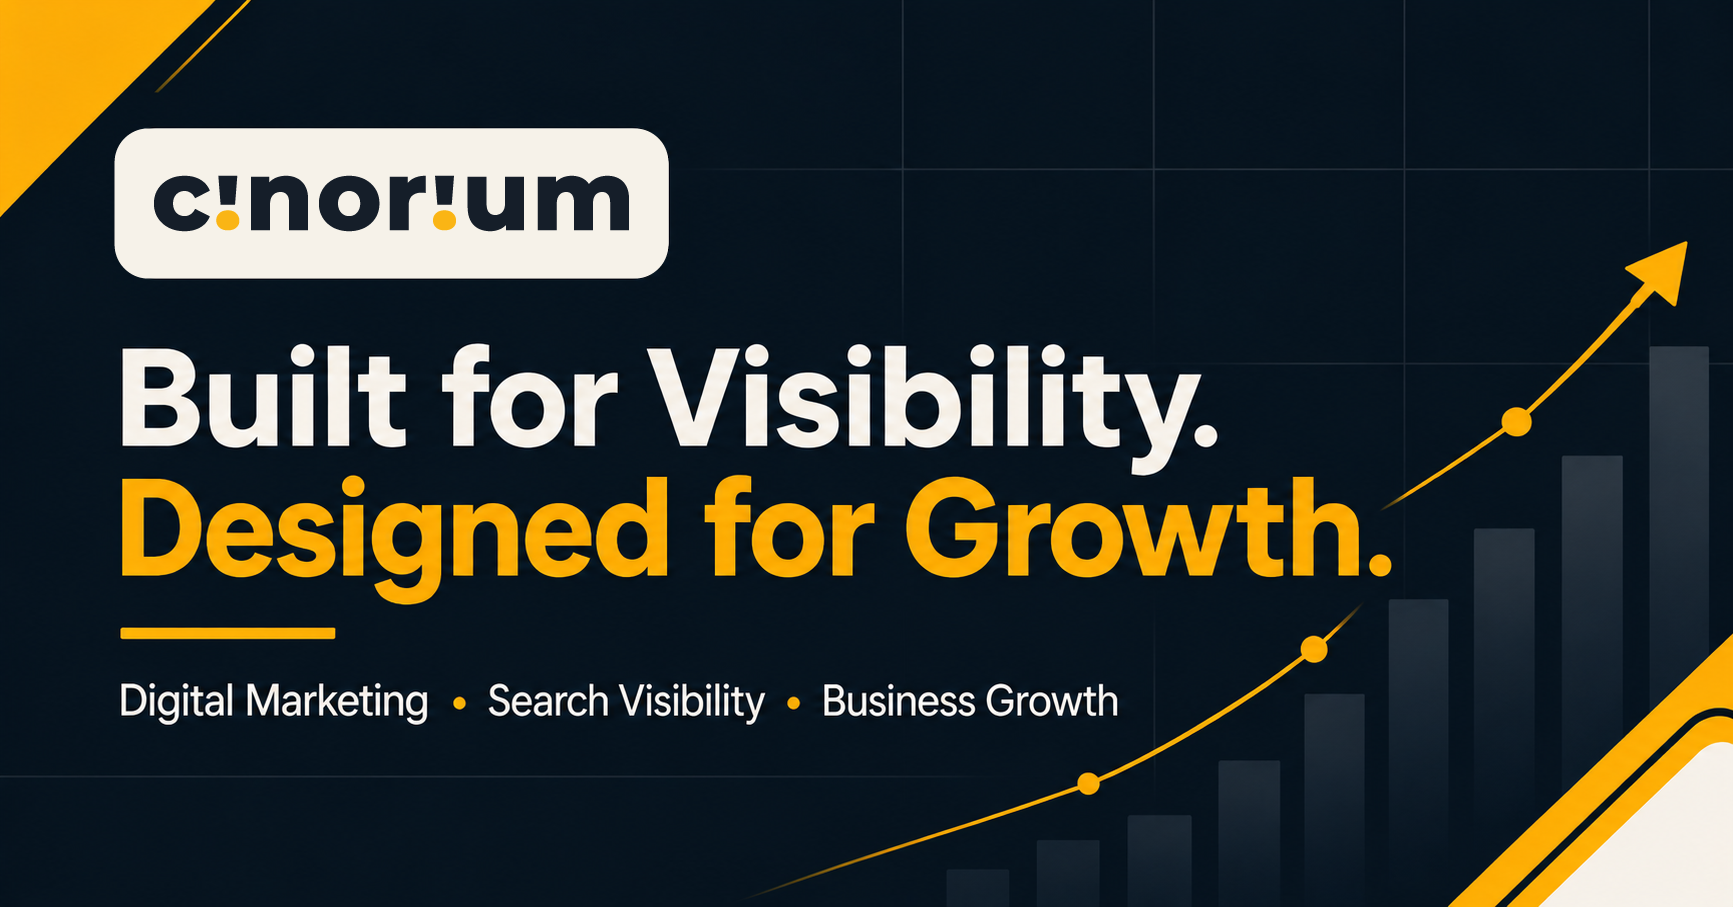 c!nor!um
Built for Visibility.
Designed for Growth.
Digital Marketing • Search Visibility • Business Growth